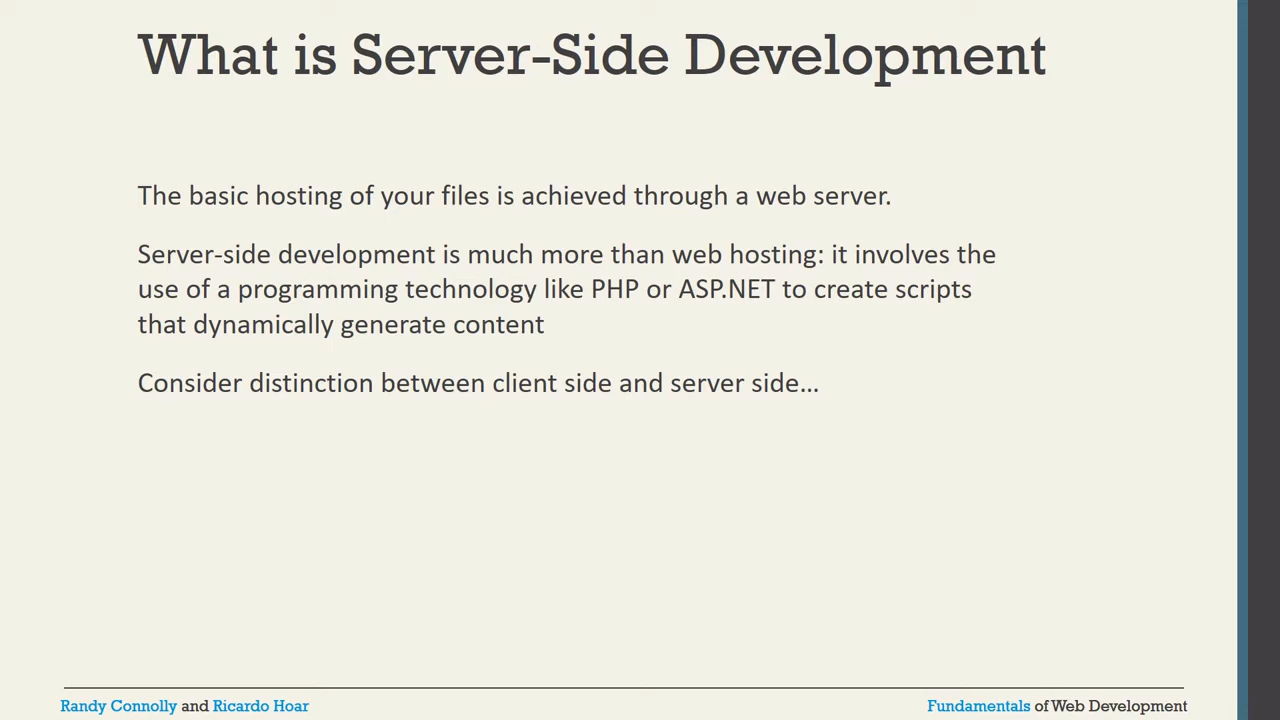 What is Server-Side Development
The basic hosting of your files is achieved through a web server.
Server-side development is much more than web hosting: it involves the
use of a programming technology like PHP or ASP.NET to create scripts
that dynamically generate content
Consider distinction between client side and server side…
Randy Connolly and Ricardo Hoar
Fundamentals of Web Development